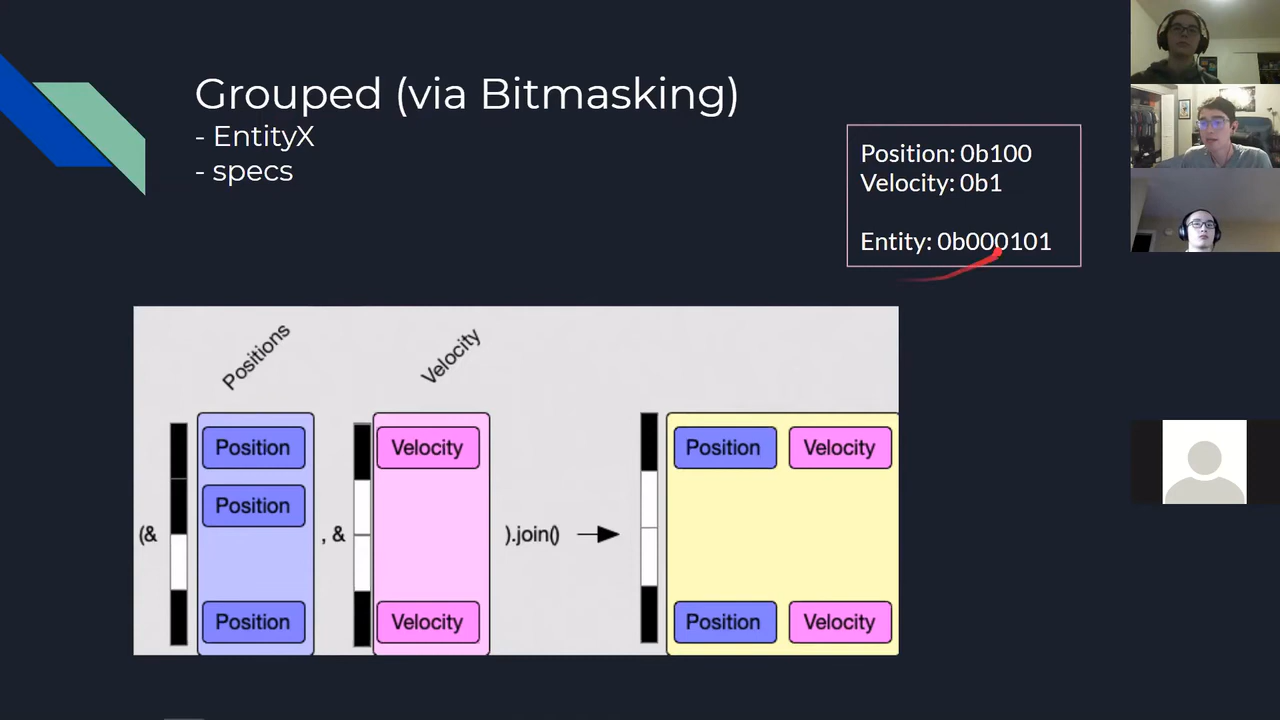 Grouped (via Bitmasking)
- EntityX
- specs
Position: 0b100
Velocity: 0b1
Entity: 0b000101
Positions
Velocity
Position
Velocity
Position
Velocity
Position
(&
, &
).join()
Position
Velocity
Position
Velocity